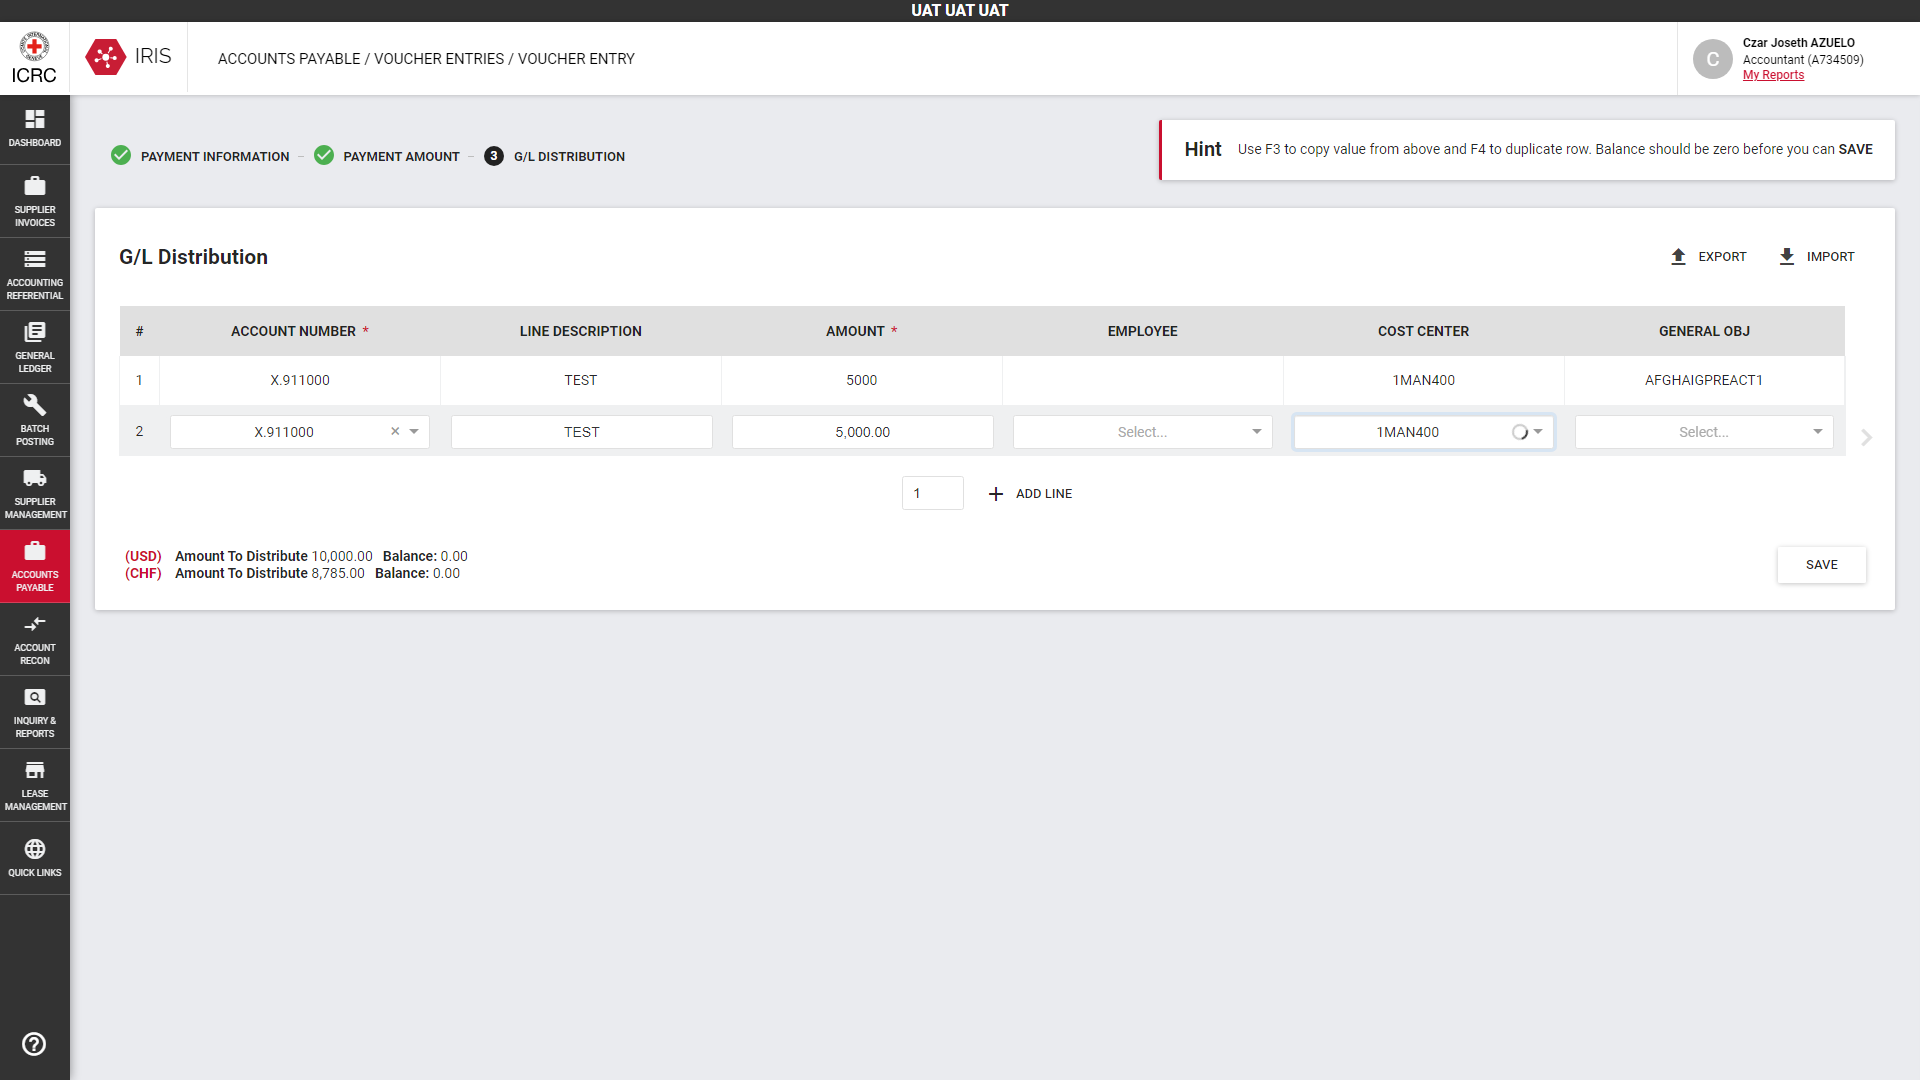 UAT UAT UAT
ICRC
IRIS
ACCOUNTS PAYABLE / VOUCHER ENTRIES / VOUCHER ENTRY
C
Czar Joseth AZUELO
Accountant (A734509)
My Reports
DASHBOARD
SUPPLIER
INVOICES
ACCOUNTING
REFERENTIAL
GENERAL
LEDGER
BATCH
POSTING
SUPPLIER
MANAGEMENT
ACCOUNTS
PAYABLE
ACCOUNT
RECON
INQUIRY &
REPORTS
LEASE
MANAGEMENT
QUICK LINKS
PAYMENT INFORMATION
PAYMENT AMOUNT
3 G/L DISTRIBUTION
Hint Use F3 to copy value from above and F4 to duplicate row. Balance should be zero before you can SAVE
G/L Distribution
EXPORT
IMPORT
# ACCOUNT NUMBER * LINE DESCRIPTION AMOUNT * EMPLOYEE COST CENTER GENERAL OBJ
1 X.911000 TEST 5000 1MAN400 AFGHAIGPREACT1
2 X.911000 TEST 5,000.00 Select... 1MAN400 Select...
1 ADD LINE
(USD) Amount To Distribute 10,000.00 Balance: 0.00
(CHF) Amount To Distribute 8,785.00 Balance: 0.00
SAVE